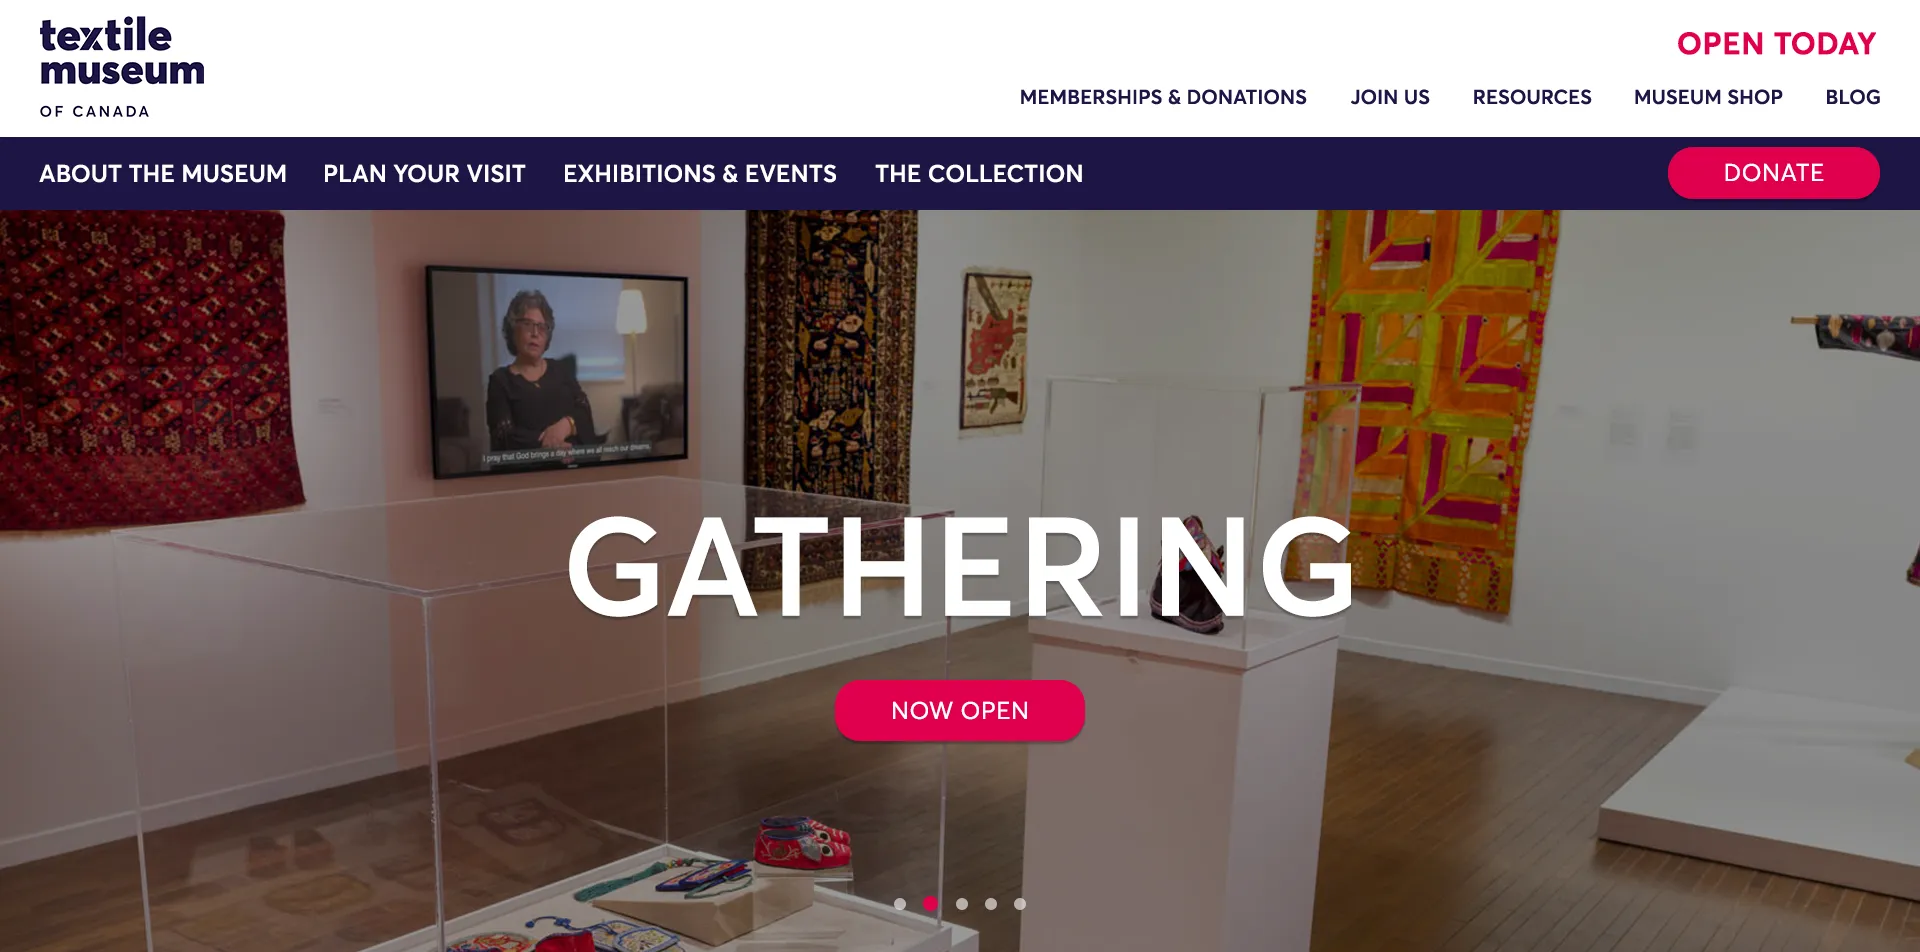 textile
museum
OF CANADA
OPEN TODAY
MEMBERSHIPS & DONATIONS JOIN US RESOURCES MUSEUM SHOP BLOG
ABOUT THE MUSEUM PLAN YOUR VISIT EXHIBITIONS & EVENTS THE COLLECTION DONATE
I pray that God brings a day where we all reach our dreams,
GATHERING
NOW OPEN